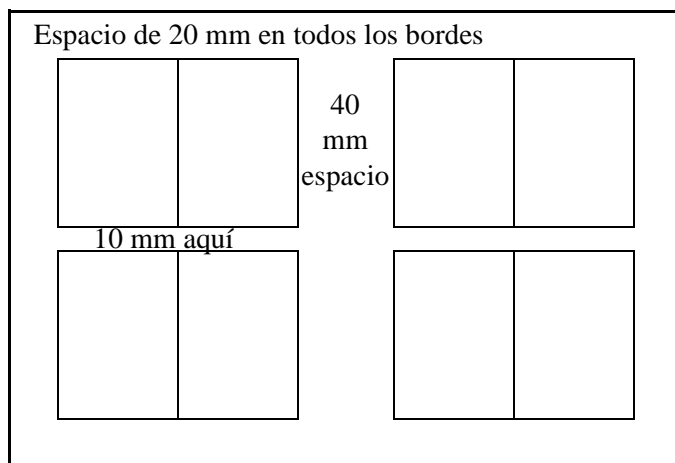 Espacio de 20 mm en todos los bordes
40
mm
espacio
10 mm aquí